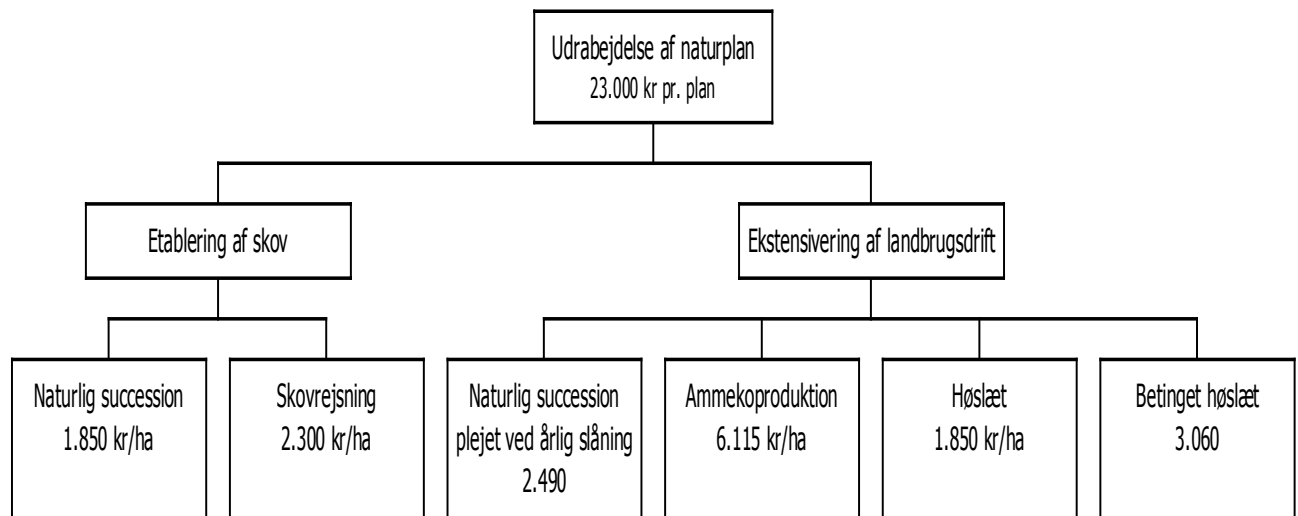 Udrabejdelse af naturplan
23.000 kr pr. plan
Etablering af skov
Ekstensivering af landbrugsdrift
Naturlig succession
1.850 kr/ha
Skovrejsning
2.300 kr/ha
Naturlig succession
plejet ved årlig slåning
2.490
Ammekoproduktion
6.115 kr/ha
Høslæt
1.850 kr/ha
Betinget høslæt
3.060